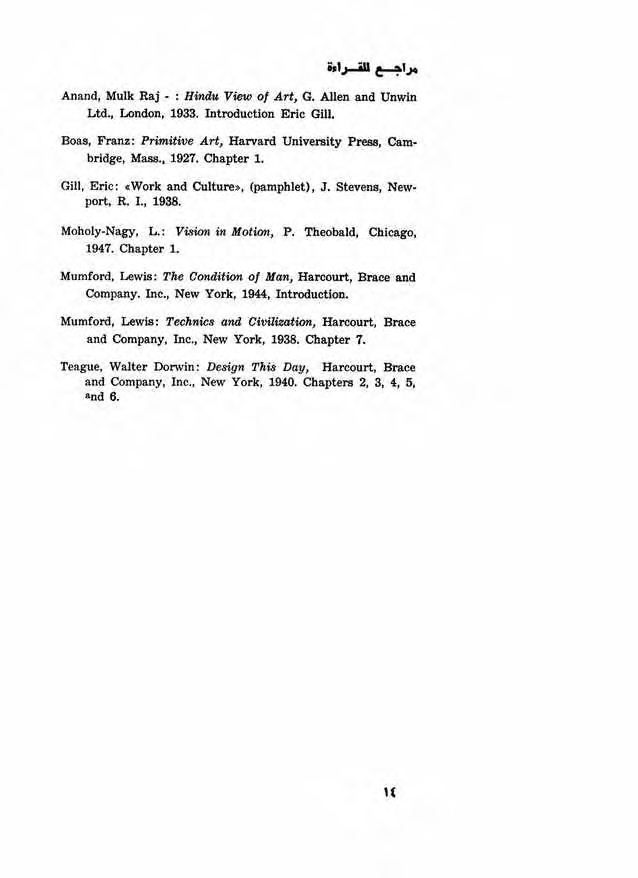 مراجع للقراءة
Anand, Mulk Raj - : Hindu View of Art, G. Allen and Unwin
Ltd., London, 1933. Introduction Eric Gill.
Boas, Franz: Primitive Art, Harvard University Press, Cam-
bridge, Mass., 1927. Chapter 1.
Gill, Eric: «Work and Culture», (pamphlet), J. Stevens, New-
port, R. I., 1938.
Moholy-Nagy, L.: Vision in Motion, P. Theobald, Chicago,
1947. Chapter 1.
Mumford, Lewis: The Condition of Man, Harcourt, Brace and
Company. Inc., New York, 1944, Introduction.
Mumford, Lewis: Technics and Civilization, Harcourt, Brace
and Company, Inc., New York, 1938. Chapter 7.
Teague, Walter Dorwin: Design This Day, Harcourt, Brace
and Company, Inc., New York, 1940. Chapters 2, 3, 4, 5,
and 6.
١٤